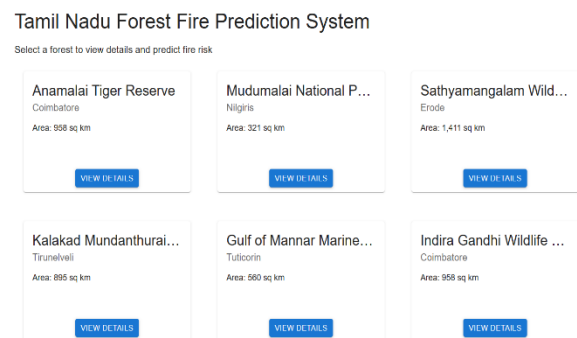 Tamil Nadu Forest Fire Prediction System
Select a forest to view details and predict fire risk
Anamalai Tiger Reserve
Coimbatore
Area: 958 sq km
VIEW DETAILS
Mudumalai National P...
Nilgiris
Area: 321 sq km
VIEW DETAILS
Sathyamangalam Wild...
Erode
Area: 1,411 sq km
VIEW DETAILS
Kalakad Mundanthurai...
Tirunelveli
Area: 895 sq km
VIEW DETAILS
Gulf of Mannar Marine...
Tuticorin
Area: 560 sq km
VIEW DETAILS
Indira Gandhi Wildlife ...
Coimbatore
Area: 958 sq km
VIEW DETAILS